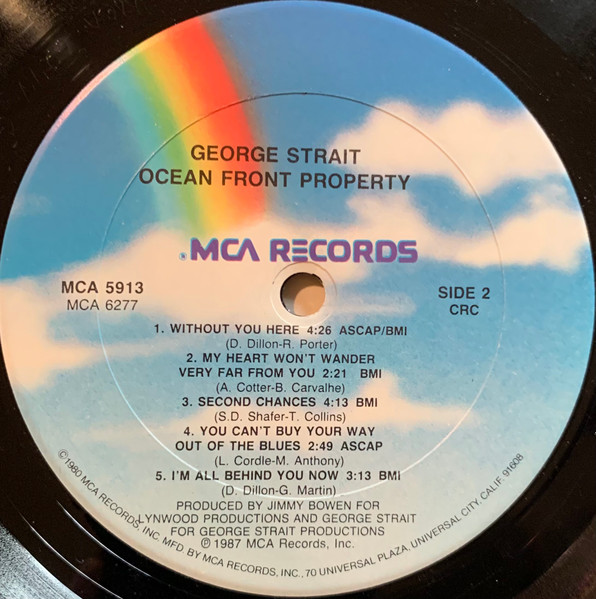 GEORGE STRAIT
OCEAN FRONT PROPERTY
® MCA RECORDS
MCA 5913
MCA 6277
SIDE 2
CRC
1. WITHOUT YOU HERE 4:26 ASCAP/BMI
(D. Dillon-R. Porter)
2. MY HEART WON'T WANDER
VERY FAR FROM YOU 2:21 BMI
(A. Cotter-B. Carvalhe)
3. SECOND CHANCES 4:13 BMI
(S.D. Shafer-T. Collins)
4. YOU CAN'T BUY YOUR WAY
OUT OF THE BLUES 2:49 ASCAP
(L. Cordle-M. Anthony)
5. I'M ALL BEHIND YOU NOW 3:13 BMI
(D. Dillon-G. Martin)
PRODUCED BY JIMMY BOWEN FOR
LYNWOOD PRODUCTIONS AND GEORGE STRAIT
FOR GEORGE STRAIT PRODUCTIONS
℗ 1987 MCA Records, Inc.
©1980 MCA RECORDS, INC. MFD. BY MCA RECORDS, INC., 70 UNIVERSAL PLAZA, UNIVERSAL CITY, CALIF. 91608